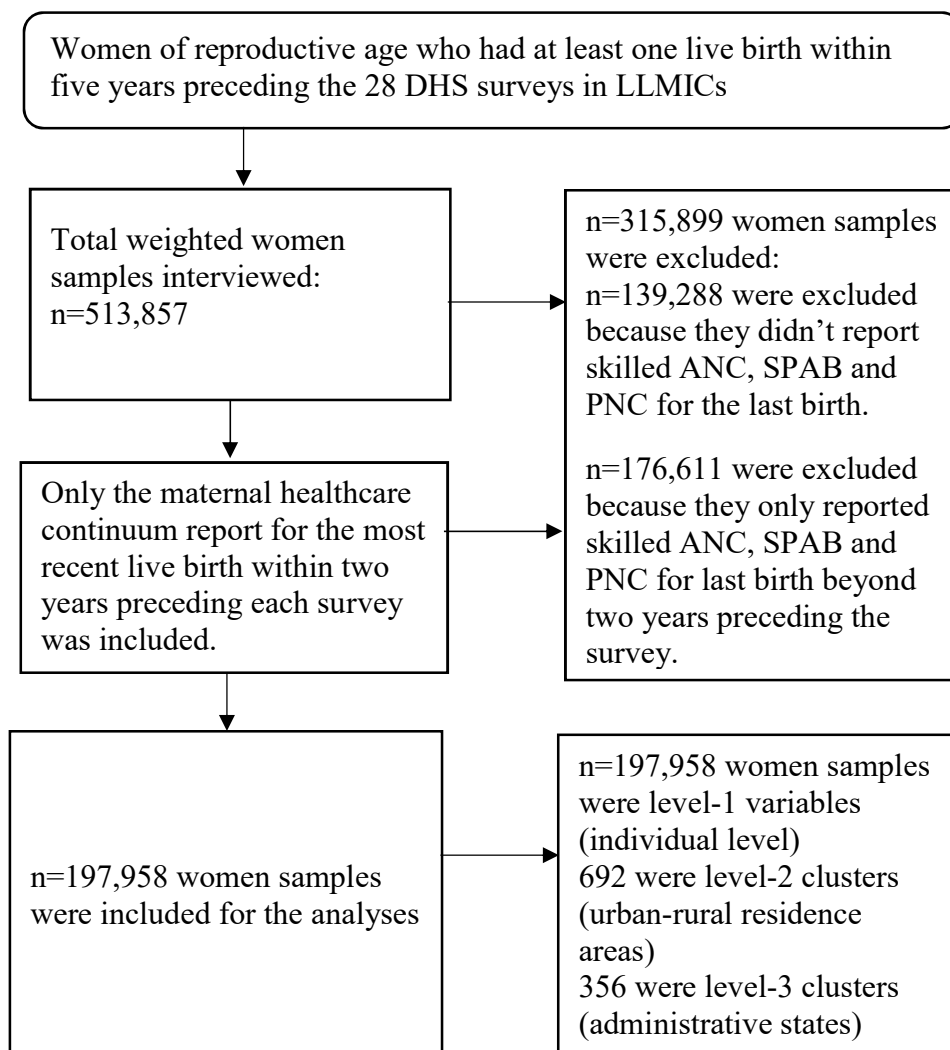 Women of reproductive age who had at least one live birth within
five years preceding the 28 DHS surveys in LLMICs
Total weighted women
samples interviewed:
n=513,857
n=315,899 women samples
were excluded:
n=139,288 were excluded
because they didn’t report
skilled ANC, SPAB and
PNC for the last birth.
n=176,611 were excluded
because they only reported
skilled ANC, SPAB and
PNC for last birth beyond
two years preceding the
survey.
Only the maternal healthcare
continuum report for the most
recent live birth within two
years preceding each survey
was included.
n=197,958 women samples
were included for the analyses
n=197,958 women samples
were level-1 variables
(individual level)
692 were level-2 clusters
(urban-rural residence
areas)
356 were level-3 clusters
(administrative states)